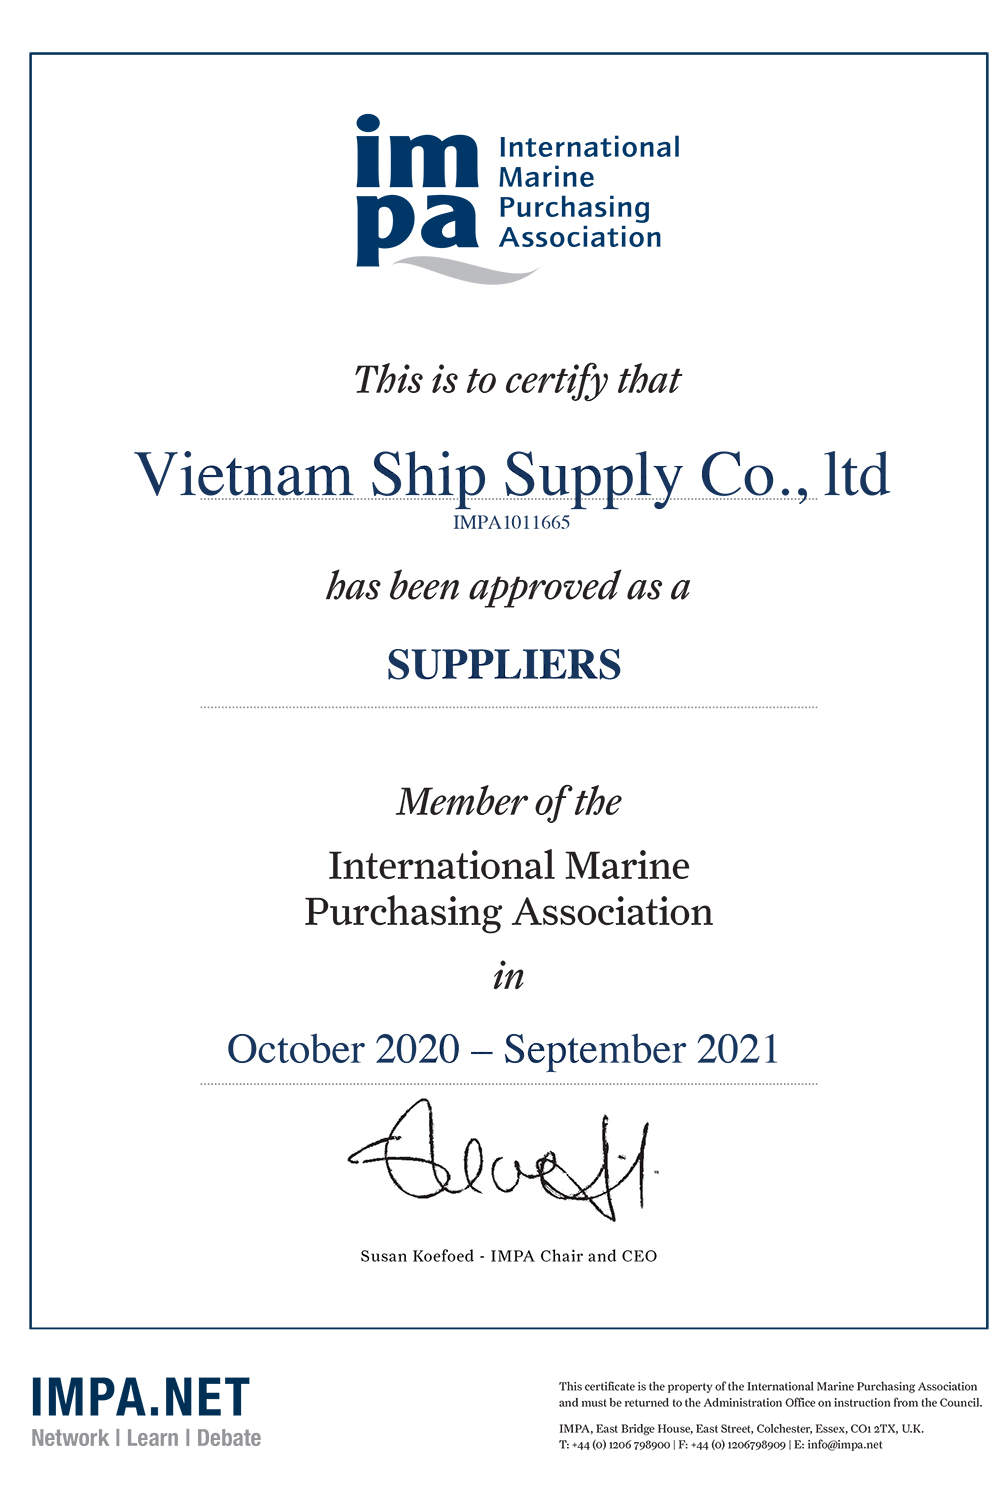 im
pa
International
Marine
Purchasing
Association
This is to certify that
Vietnam Ship Supply Co., ltd
IMPA1011665
has been approved as a
SUPPLIERS
Member of the
International Marine
Purchasing Association
in
October 2020 – September 2021
Susan Koefoed - IMPA Chair and CEO
IMPA.NET
Network | Learn | Debate
This certificate is the property of the International Marine Purchasing Association
and must be returned to the Administration Office on instruction from the Council.
IMPA, East Bridge House, East Street, Colchester, Essex, CO1 2TX, U.K.
T: +44 (0) 1206 798900 | F: +44 (0) 1206798909 | E: info@impa.net